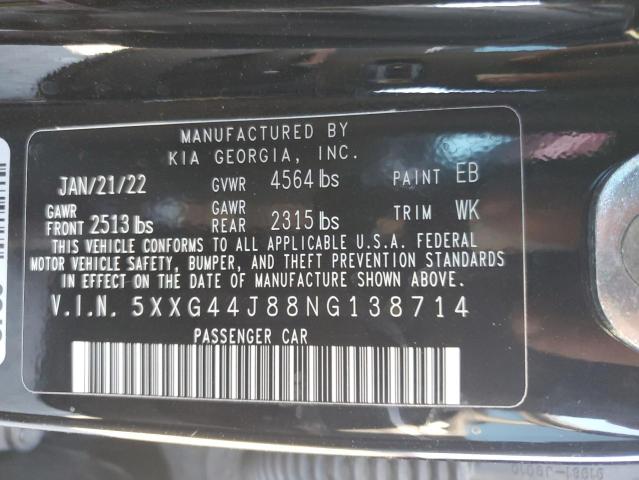 MANUFACTURED BY
KIA GEORGIA, INC.
JAN/21/22 GVWR 4564 lbs PAINT EB
GAWR FRONT 2513 lbs GAWR REAR 2315 lbs TRIM WK
THIS VEHICLE CONFORMS TO ALL APPLICABLE U.S.A. FEDERAL
MOTOR VEHICLE SAFETY, BUMPER, AND THEFT PREVENTION STANDARDS
IN EFFECT ON THE DATE OF MANUFACTURE SHOWN ABOVE.
V.I.N. 5XXG44J88NG138714
PASSENGER CAR